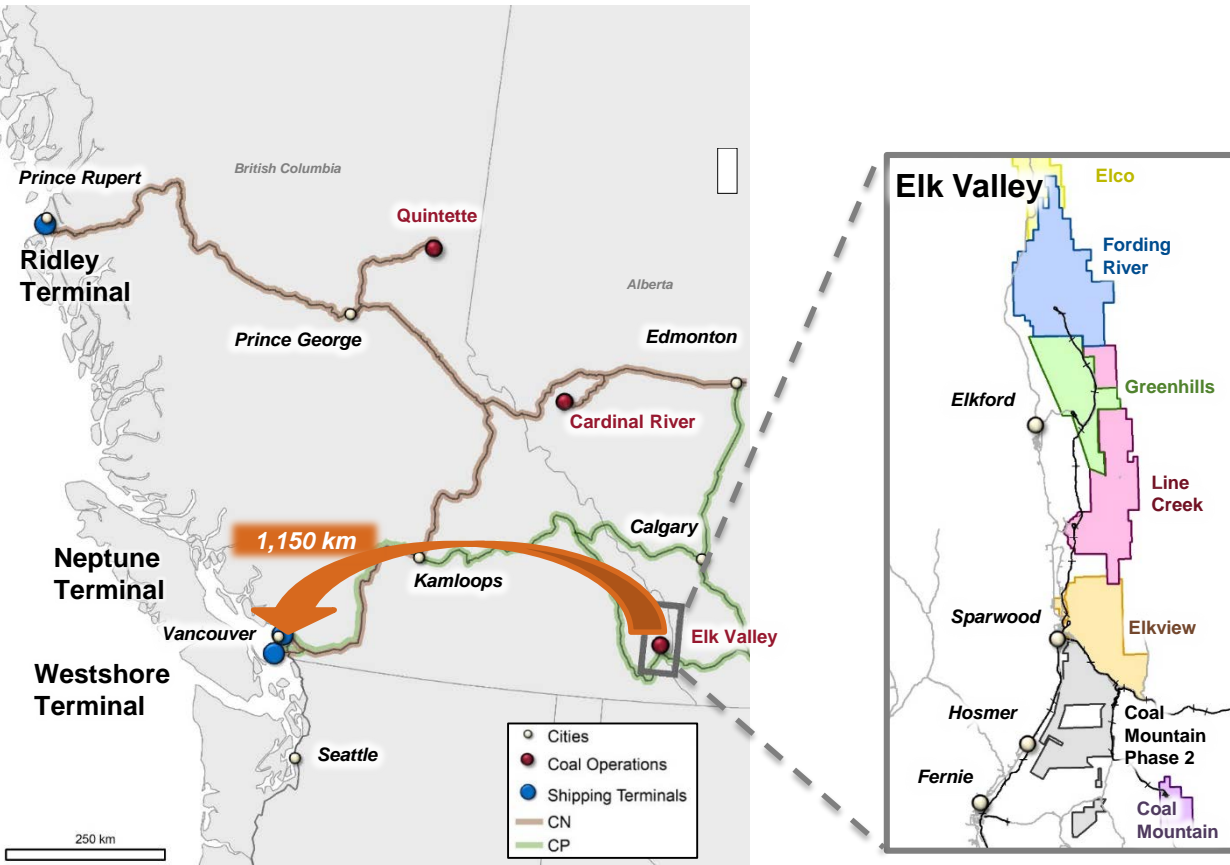 Prince Rupert
British Columbia
Ridley
Terminal
Quintette
Alberta
Prince George
Edmonton
Cardinal River
1,150 km
Calgary
Neptune
Terminal
Kamloops
Vancouver
Elk Valley
Westshore
Terminal
Seattle
Cities
Coal Operations
Shipping Terminals
CN
CP
250 km
Elk Valley
Elco
Fording
River
Greenhills
Elkford
Line
Creek
Sparwood
Elkview
Hosmer
Coal
Mountain
Phase 2
Fernie
Coal
Mountain